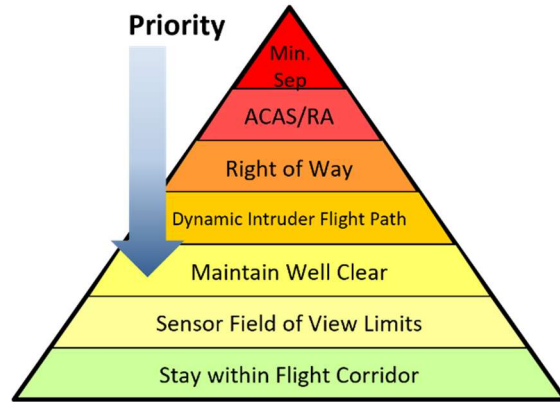 Priority
Min.
Sep
ACAS/RA
Right of Way
Dynamic Intruder Flight Path
Maintain Well Clear
Sensor Field of View Limits
Stay within Flight Corridor